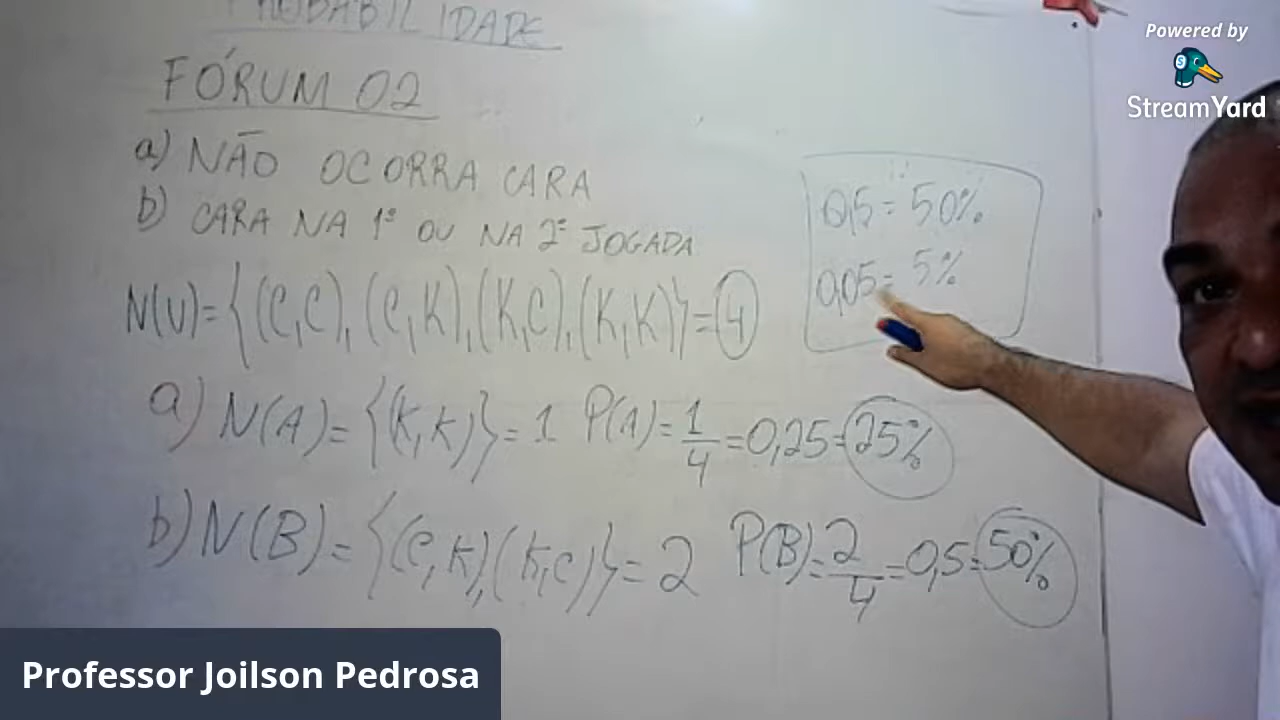 PROBABILIDADE
FÓRUM 02
a) NÃO OCORRA CARA
b) CARA NA 1ª OU NA 2ª JOGADA
N(U)={(C,C),(C,K),(K,C),(K,K)}=4
a) N(A)={(K,K)}=1 P(A)=1/4=0,25=25%
b) N(B)={(C,K),(K,C)}=2 P(B)=2/4=0,5=50%
0,5=50%
0,05=5%
Powered by
StreamYard
Professor Joilson Pedrosa